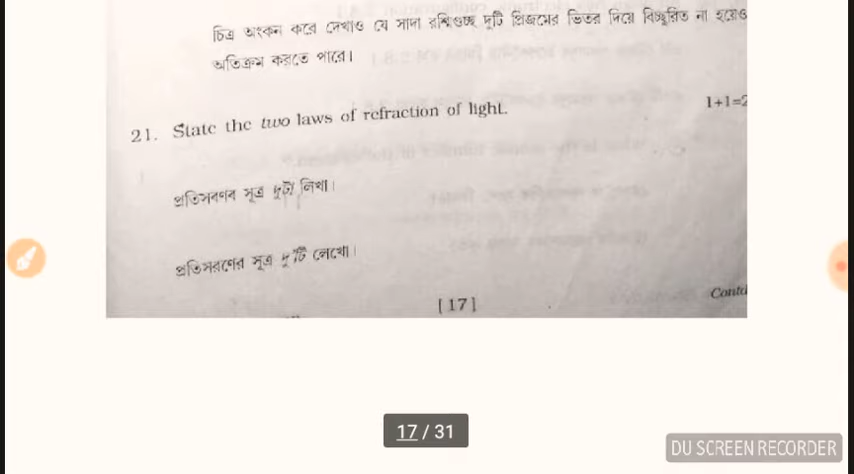 চিত্র অংকন করে দেখাও যে সাদা রশ্মিগুচ্ছ দুটি প্রিজমের ভিতর দিয়ে বিচ্ছুরিত না হয়েও
অতিক্রম করতে পারে।
21. State the two laws of refraction of light.
1+1=2
প্ৰতিসৰণৰ সূত্ৰ দুটা লিখা।
প্রতিসরণের সূত্র দুটি লেখো।
[ 17 ]
Contd
17 / 31
DU SCREEN RECORDER